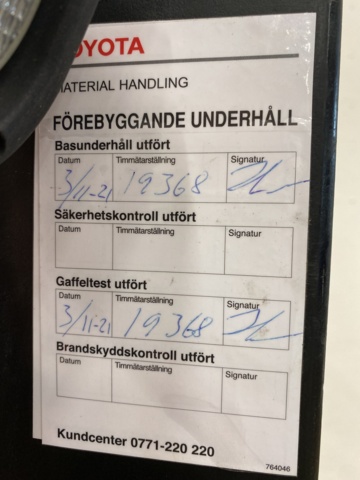 TOYOTA
MATERIAL HANDLING
FÖREBYGGANDE UNDERHÅLL
Basunderhåll utfört
Datum Timmätarställning Signatur
3/11-21 19368
Säkerhetskontroll utfört
Datum Timmätarställning Signatur
Gaffeltest utfört
Datum Timmätarställning Signatur
3/11-21 19368
Brandskyddskontroll utfört
Datum Timmätarställning Signatur
Kundcenter 0771-220 220
764046